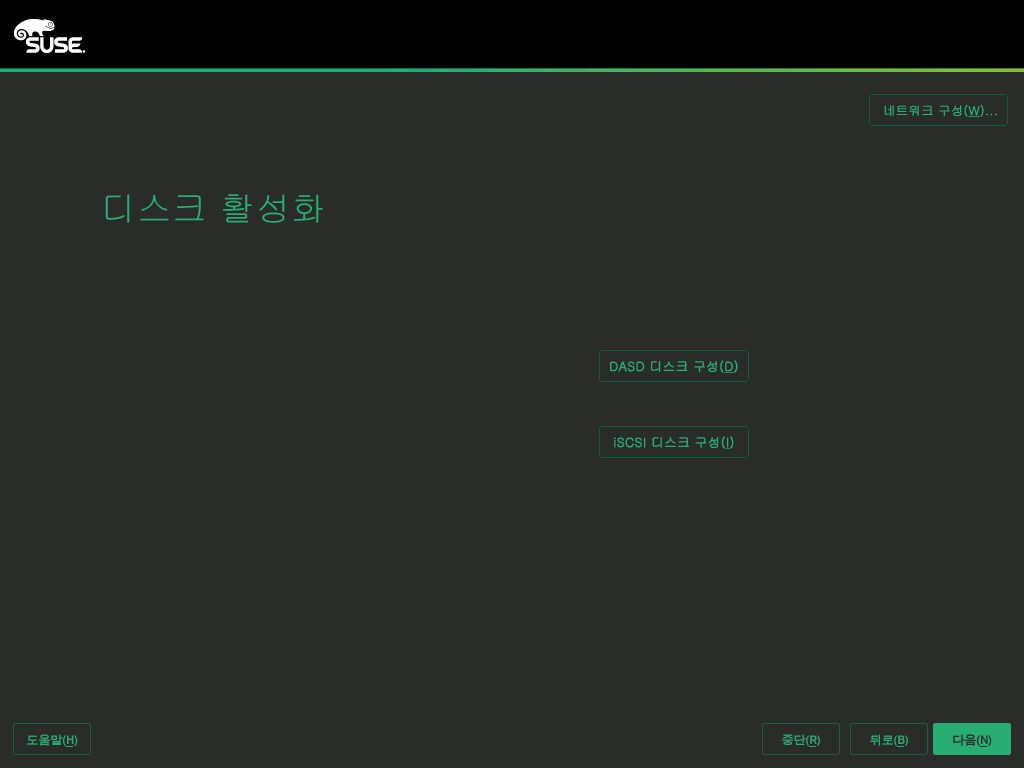 SUSE
네트워크 구성(W)...
디스크 활성화
DASD 디스크 구성(D)
iSCSI 디스크 구성(I)
도움말(H)
중단(R)
뒤로(B)
다음(N)